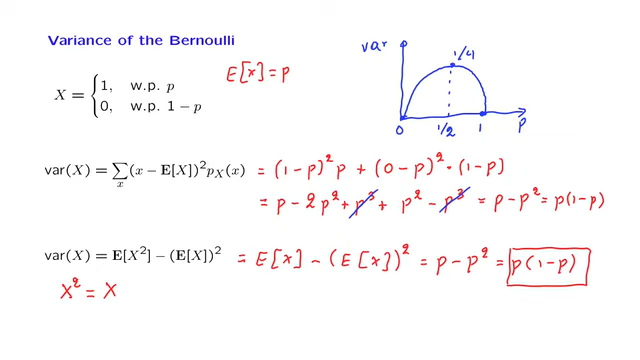 Variance of the Bernoulli
X = { 1, w.p. p
0, w.p. 1 − p
E[x] = p
var
1/4
0 1/2 1 p
var(X) = ∑ₓ (x − E[X])² p_X(x) = (1−p)² p + (0−p)² · (1−p)
= p − 2p² + p³ + p² − p³ = p − p² = p(1−p)
var(X) = E[X²] − (E[X])² = E[x] − (E[x])² = p − p² = p(1−p)
X² = X